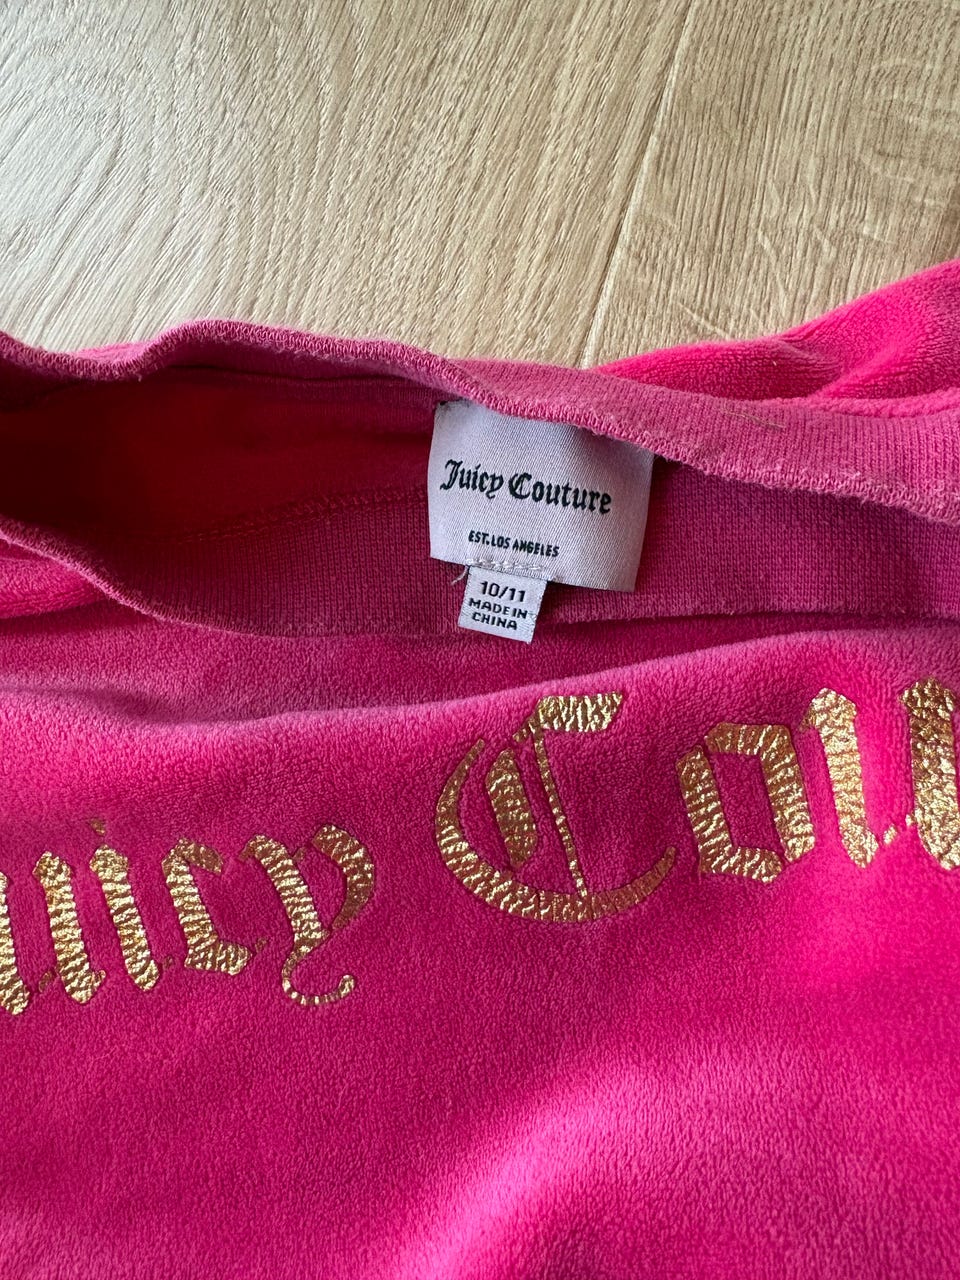 Juicy Couture
EST. LOS ANGELES
10/11
MADE IN
CHINA
uicy Cou